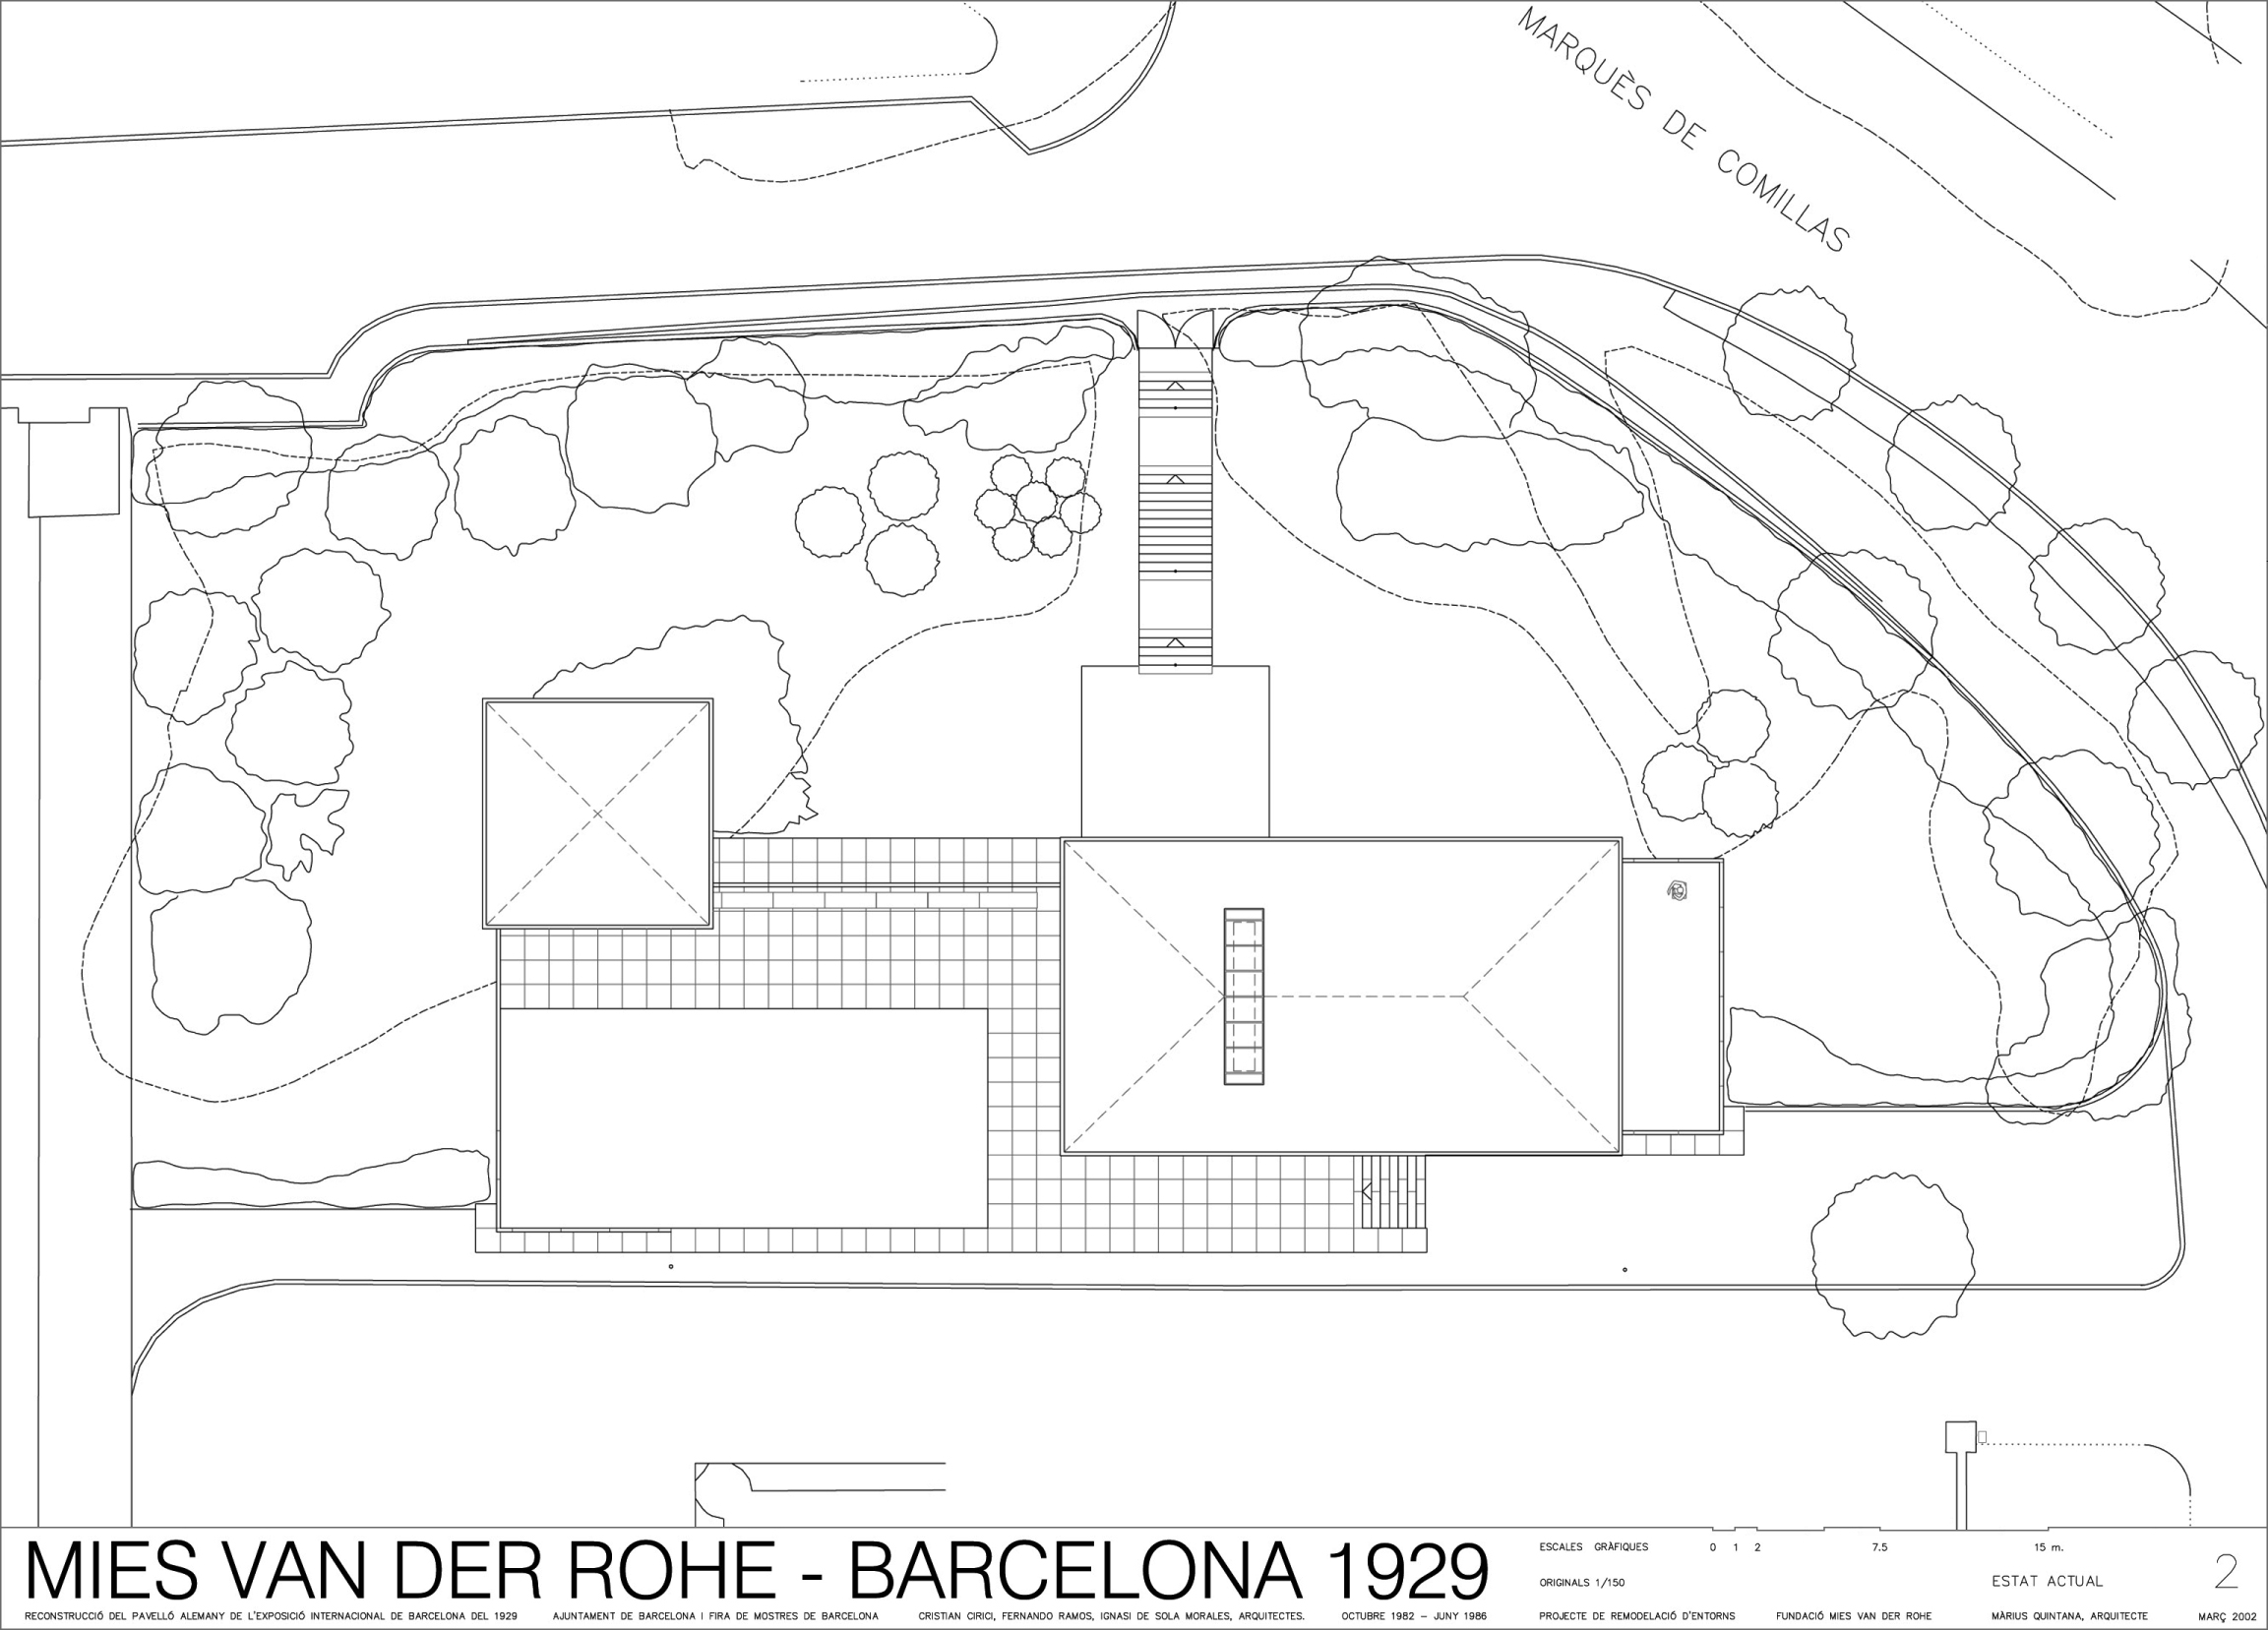 MARQUÈS DE COMILLAS
MIES VAN DER ROHE - BARCELONA 1929
RECONSTRUCCIÓ DEL PAVELLÓ ALEMANY DE L'EXPOSICIÓ INTERNACIONAL DE BARCELONA DEL 1929 AJUNTAMENT DE BARCELONA I FIRA DE MOSTRES DE BARCELONA CRISTIAN CIRICI, FERNANDO RAMOS, IGNASI DE SOLA MORALES, ARQUITECTES. OCTUBRE 1982 – JUNY 1986
ESCALES GRÀFIQUES 0 1 2 7.5 15 m.
ORIGINALS 1/150
PROJECTE DE REMODELACIÓ D'ENTORNS FUNDACIÓ MIES VAN DER ROHE
ESTAT ACTUAL
MÀRIUS QUINTANA, ARQUITECTE
2
MARÇ 2002